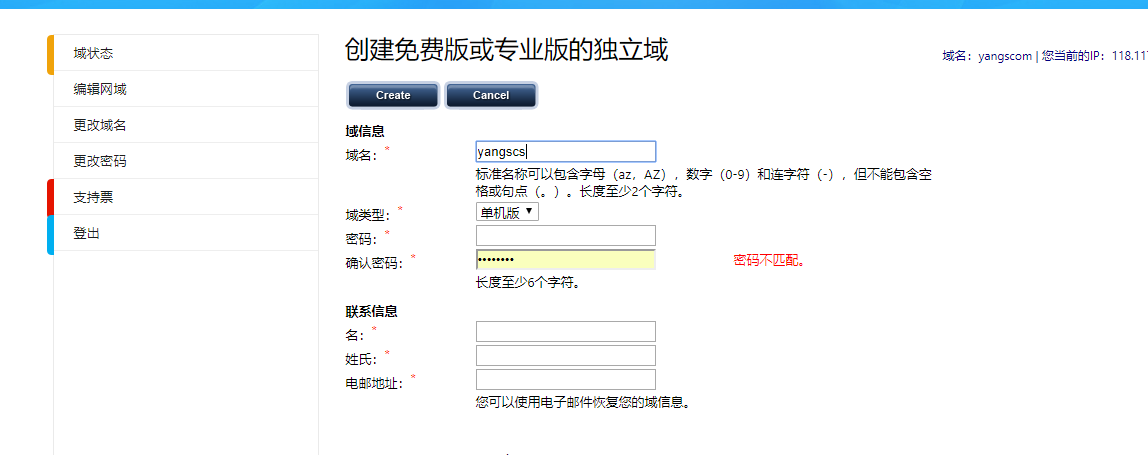 创建免费版或专业版的独立域
域名：yangscom | 您当前的IP：118.117
域状态
编辑网域
更改域名
更改密码
支持票
登出
Create
Cancel
域信息
域名：* yangscs
标准名称可以包含字母（az，AZ），数字（0-9）和连字符（-），但不能包含空
格或句点（。）。长度至少2个字符。
域类型：* 单机版 ▼
密码：*
确认密码：* •••••••• 密码不匹配。
长度至少6个字符。
联系信息
名：*
姓氏：*
电邮地址：*
您可以使用电子邮件恢复您的域信息。